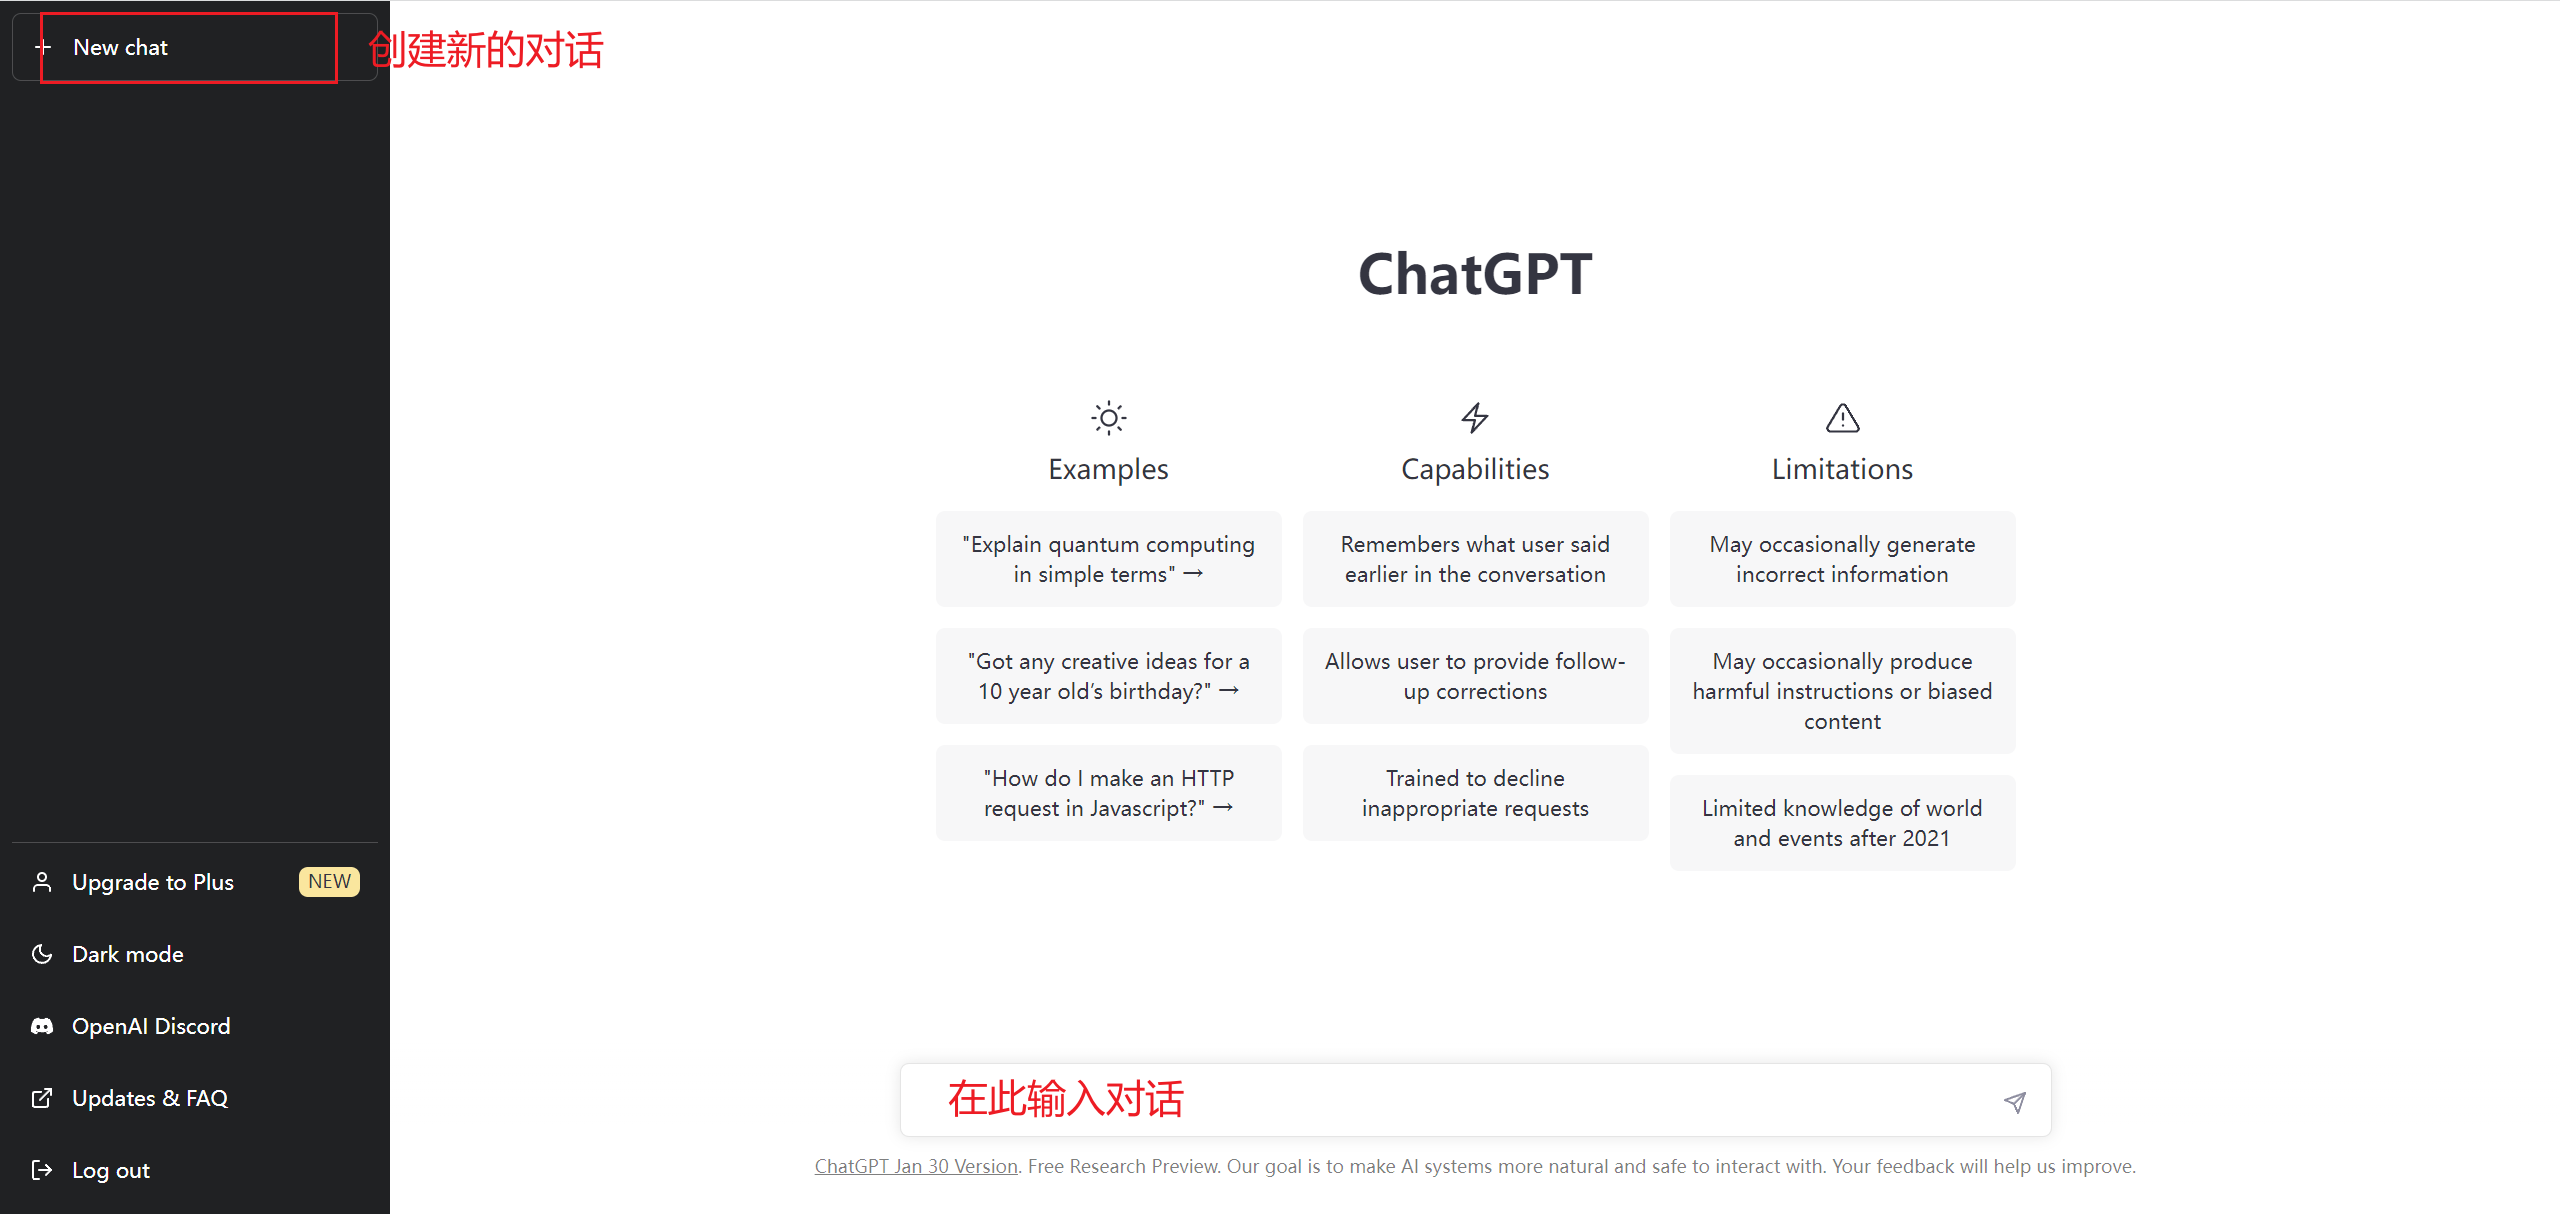 New chat
创建新的对话
Upgrade to Plus
NEW
Dark mode
OpenAI Discord
Updates & FAQ
Log out
ChatGPT
Examples
"Explain quantum computing
in simple terms" →
"Got any creative ideas for a
10 year old’s birthday?" →
"How do I make an HTTP
request in Javascript?" →
Capabilities
Remembers what user said
earlier in the conversation
Allows user to provide follow-
up corrections
Trained to decline
inappropriate requests
Limitations
May occasionally generate
incorrect information
May occasionally produce
harmful instructions or biased
content
Limited knowledge of world
and events after 2021
在此输入对话
ChatGPT Jan 30 Version. Free Research Preview. Our goal is to make AI systems more natural and safe to interact with. Your feedback will help us improve.